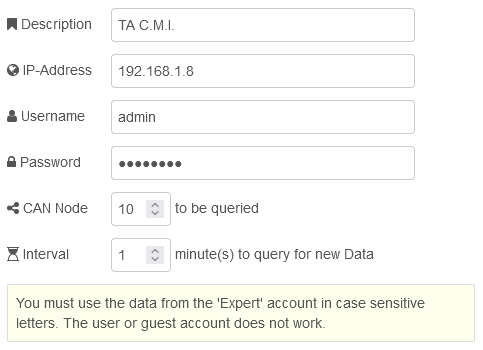 Description TA C.M.I.
IP-Address 192.168.1.8
Username admin
Password ●●●●●●●●
CAN Node 10 to be queried
Interval 1 minute(s) to query for new Data
You must use the data from the 'Expert' account in case sensitive
letters. The user or guest account does not work.